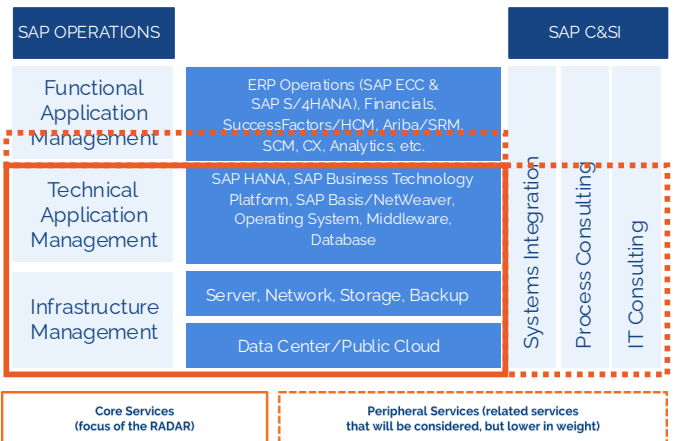 SAP OPERATIONS
SAP C&SI
Functional
Application
Management
ERP Operations (SAP ECC &
SAP S/4HANA), Financials,
SuccessFactors/HCM, Ariba/SRM,
SCM, CX, Analytics, etc.
Technical
Application
Management
SAP HANA, SAP Business Technology
Platform, SAP Basis/NetWeaver,
Operating System, Middleware,
Database
Infrastructure
Management
Server, Network, Storage, Backup
Data Center/Public Cloud
Systems Integration
Process Consulting
IT Consulting
Core Services
(focus of the RADAR)
Peripheral Services (related services
that will be considered, but lower in weight)